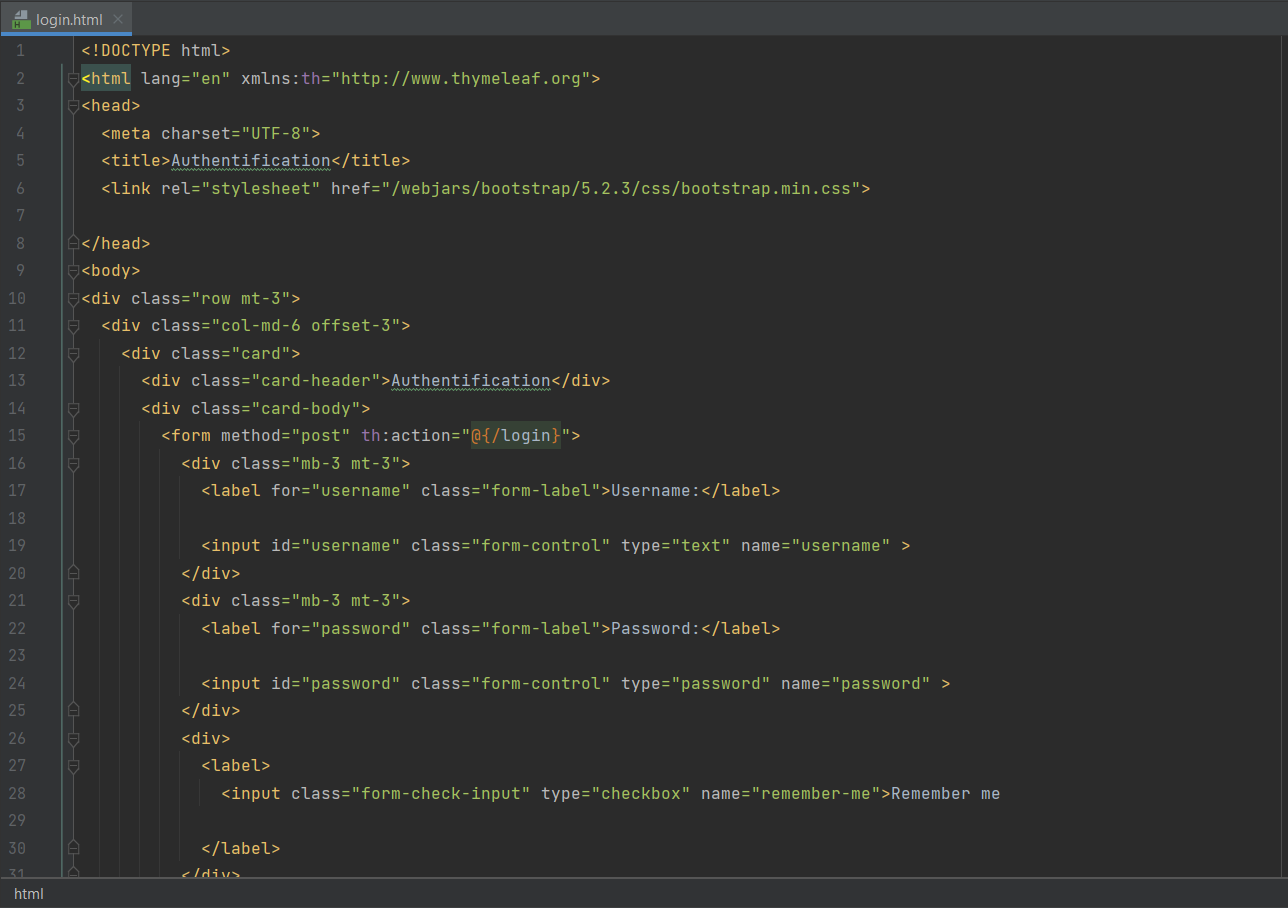 login.html
1 <!DOCTYPE html>
2 <html lang="en" xmlns:th="http://www.thymeleaf.org">
3 <head>
4 <meta charset="UTF-8">
5 <title>Authentification</title>
6 <link rel="stylesheet" href="/webjars/bootstrap/5.2.3/css/bootstrap.min.css">
7
8 </head>
9 <body>
10 <div class="row mt-3">
11 <div class="col-md-6 offset-3">
12 <div class="card">
13 <div class="card-header">Authentification</div>
14 <div class="card-body">
15 <form method="post" th:action="@{/login}">
16 <div class="mb-3 mt-3">
17 <label for="username" class="form-label">Username:</label>
18
19 <input id="username" class="form-control" type="text" name="username" >
20 </div>
21 <div class="mb-3 mt-3">
22 <label for="password" class="form-label">Password:</label>
23
24 <input id="password" class="form-control" type="password" name="password" >
25 </div>
26 <div>
27 <label>
28 <input class="form-check-input" type="checkbox" name="remember-me">Remember me
29
30 </label>
31 </div>
html